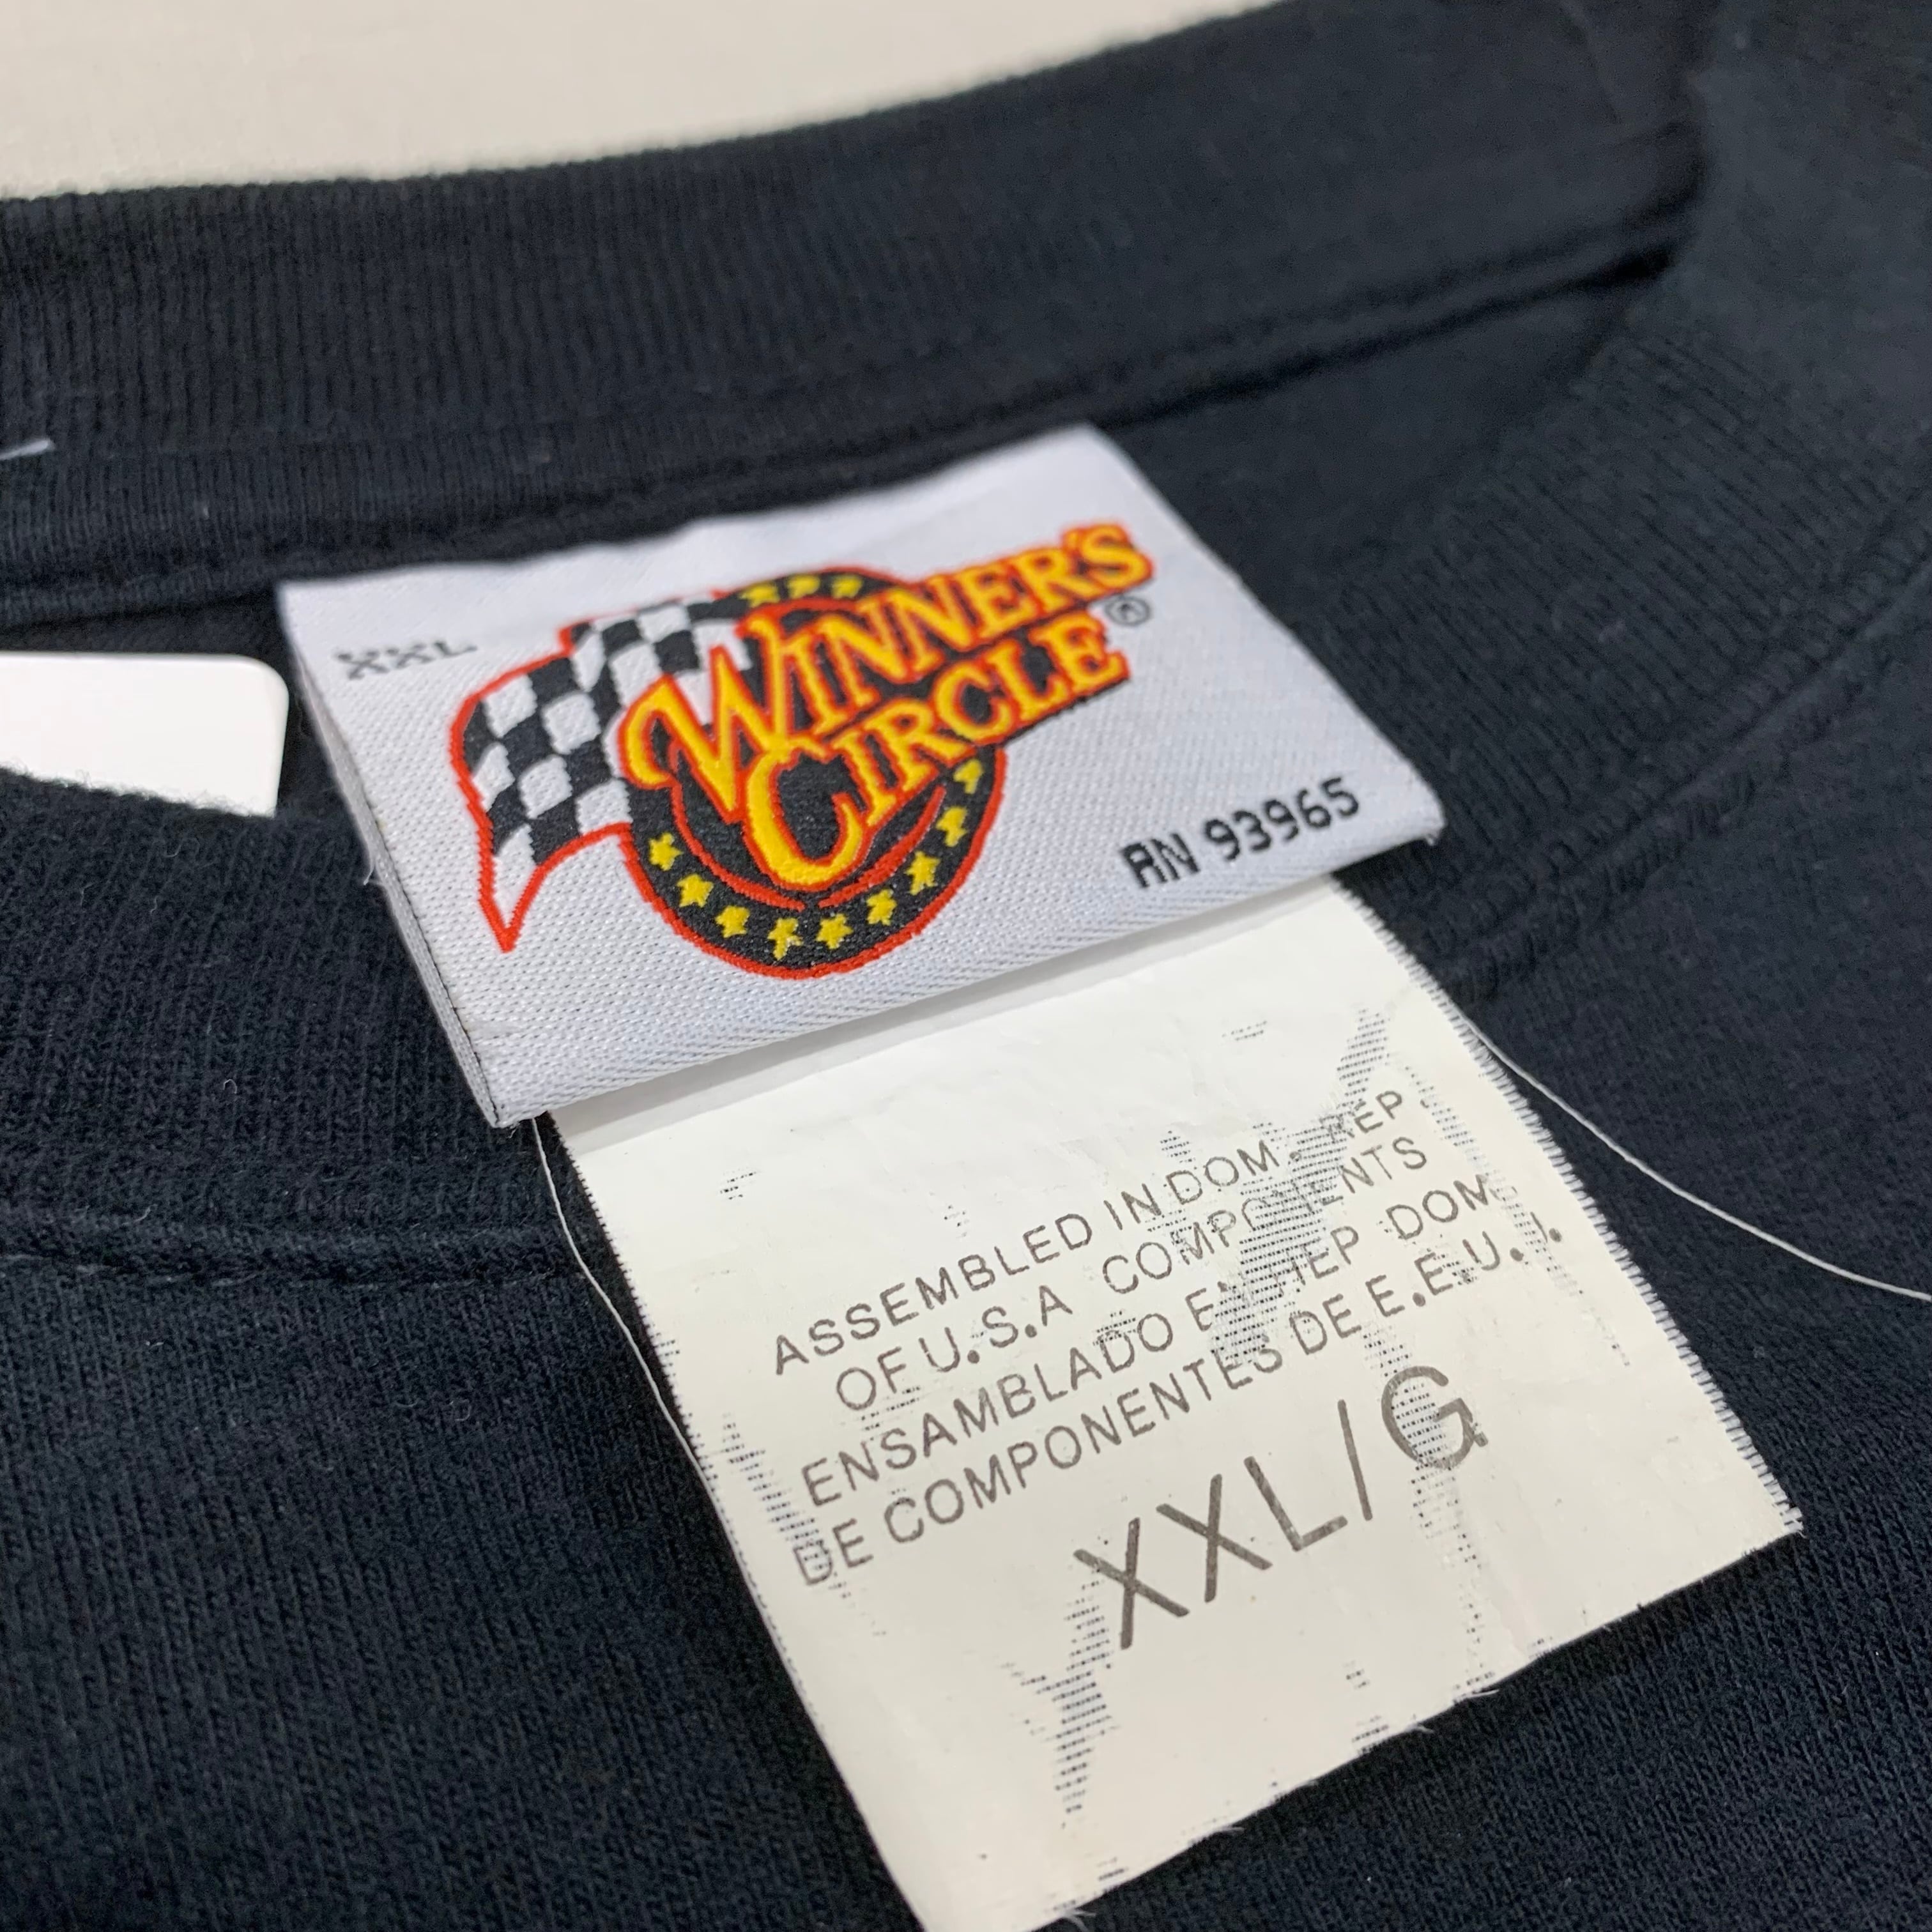 XXL
WINNER'S
CIRCLE®
RN 93965
ASSEMBLED IN DOM. REP.
OF U.S.A COMPONENTS
ENSAMBLADO EN REP DOM.
DE COMPONENTES DE E.E.U.
XXL/G